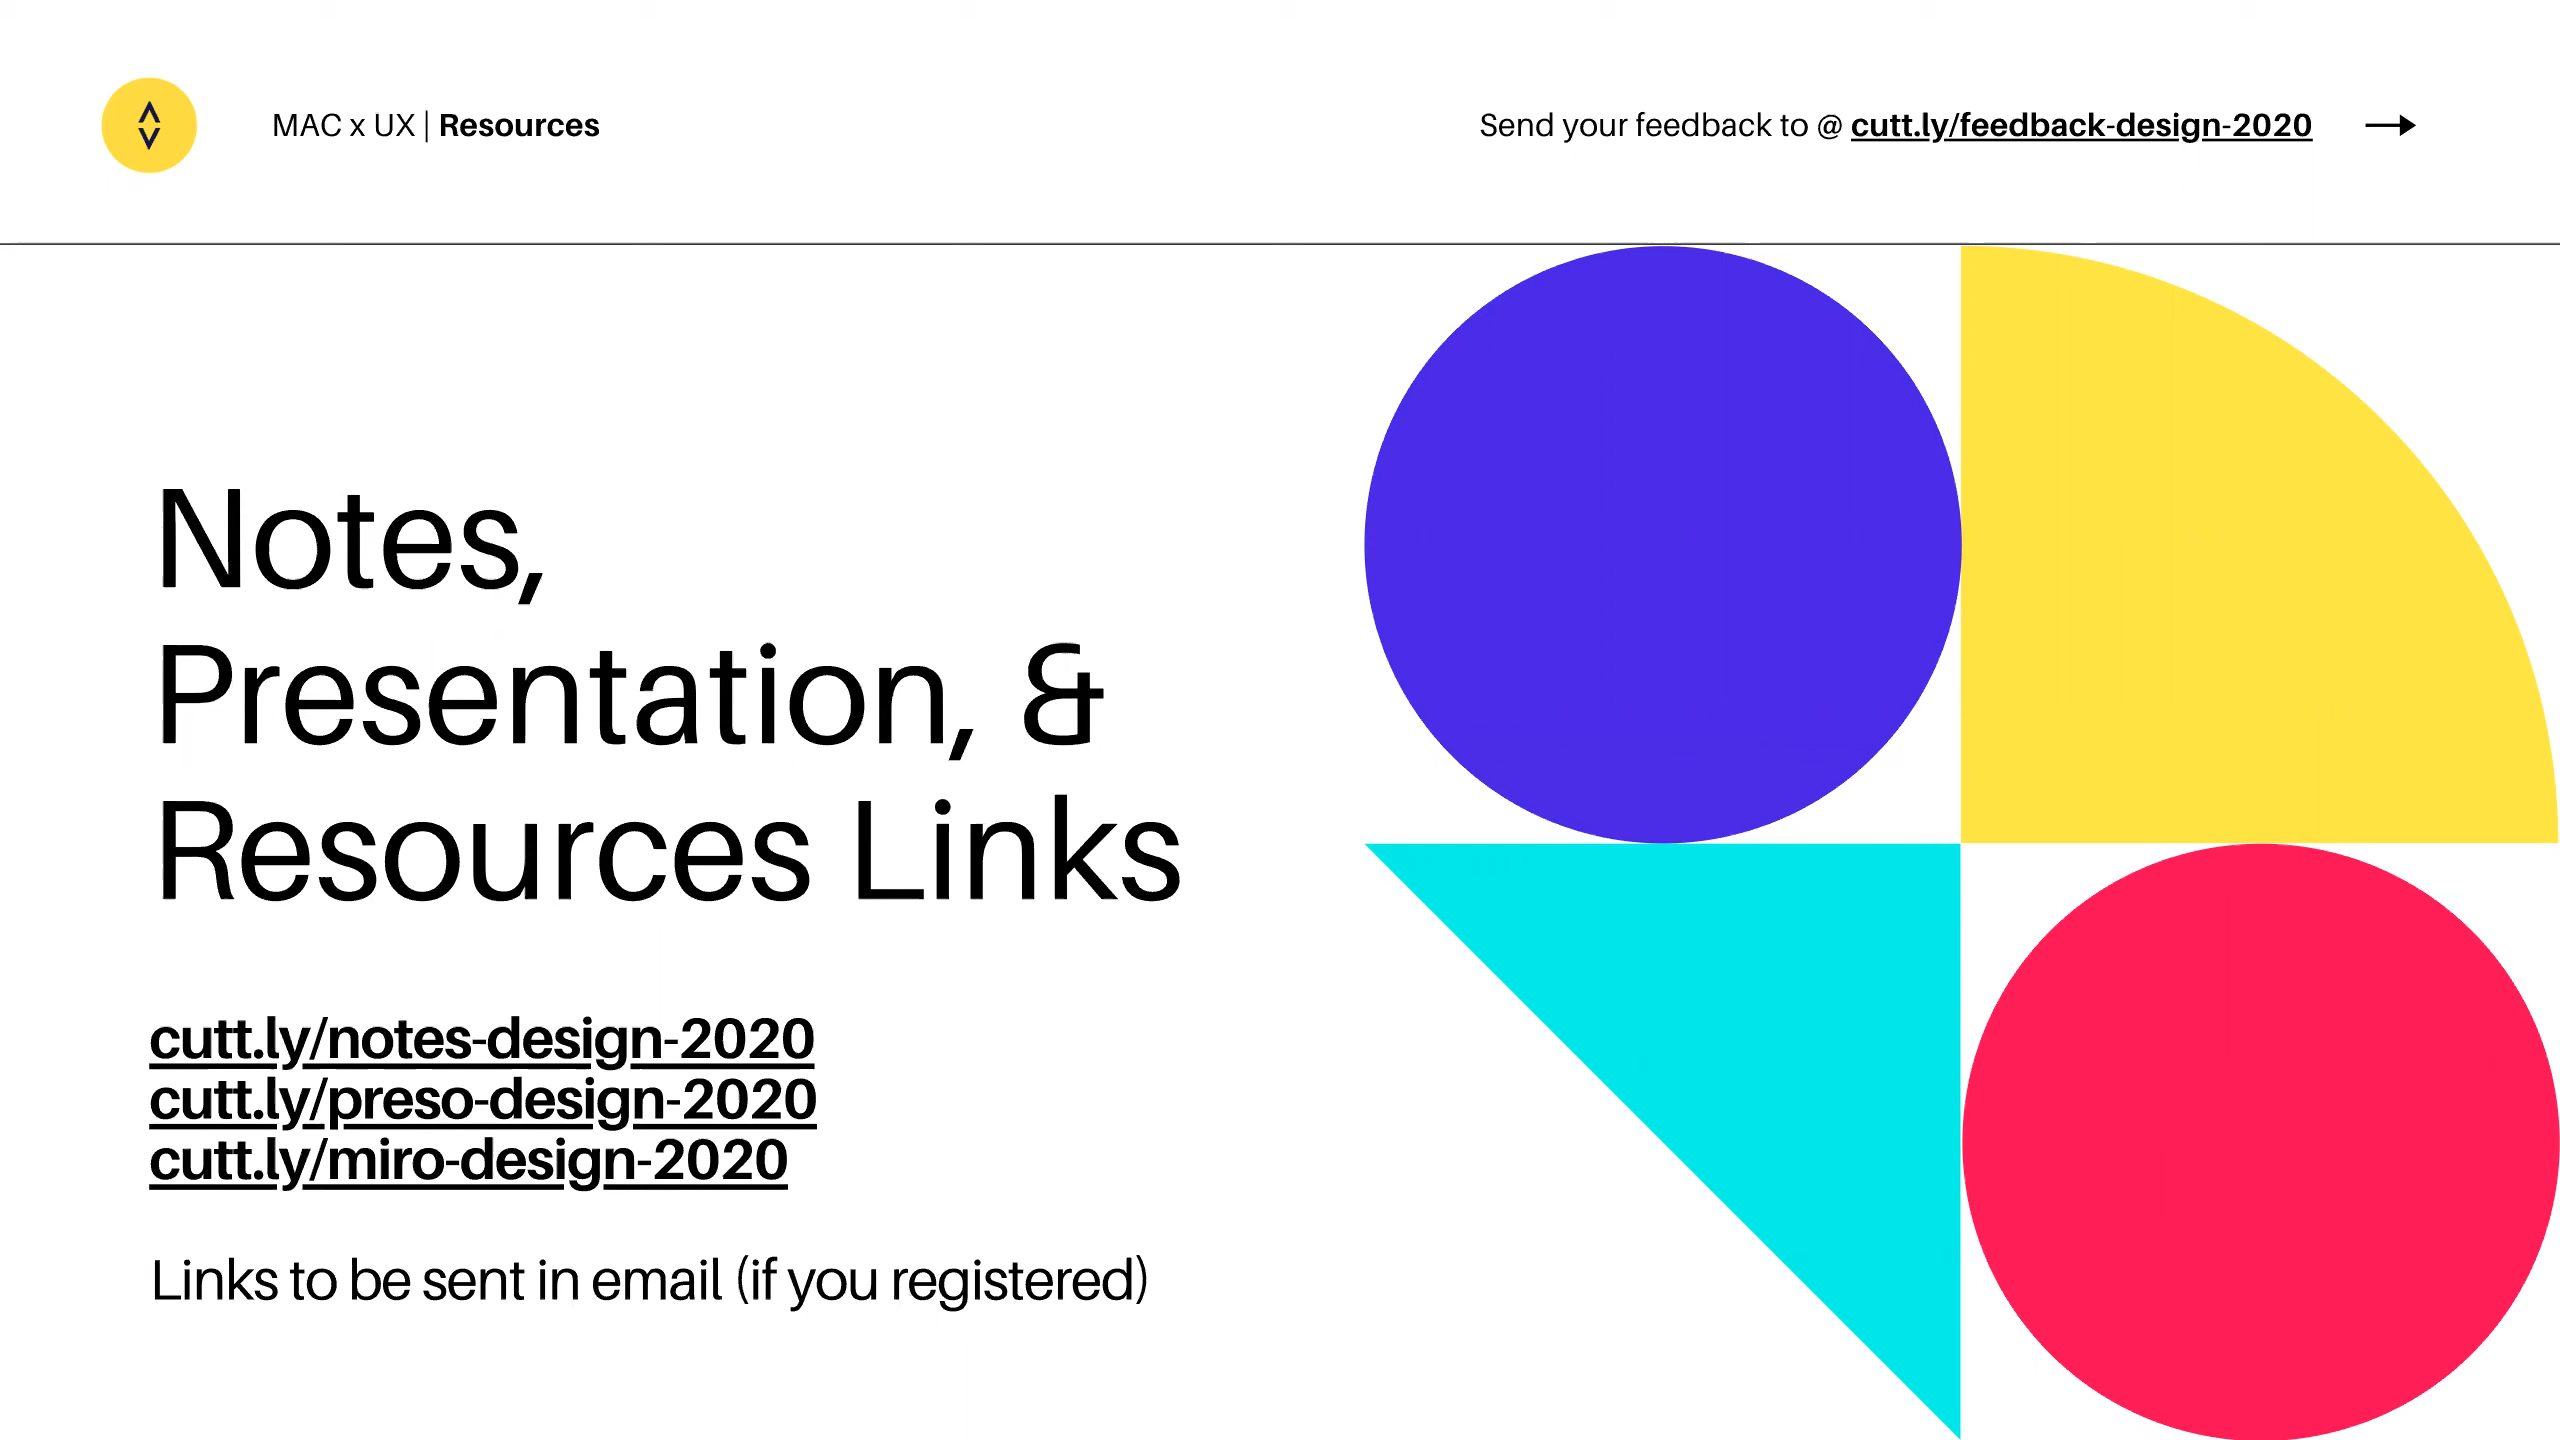 MAC x UX | Resources
Send your feedback to @ cutt.ly/feedback-design-2020
Notes,
Presentation, &
Resources Links
cutt.ly/notes-design-2020
cutt.ly/preso-design-2020
cutt.ly/miro-design-2020
Links to be sent in email (if you registered)